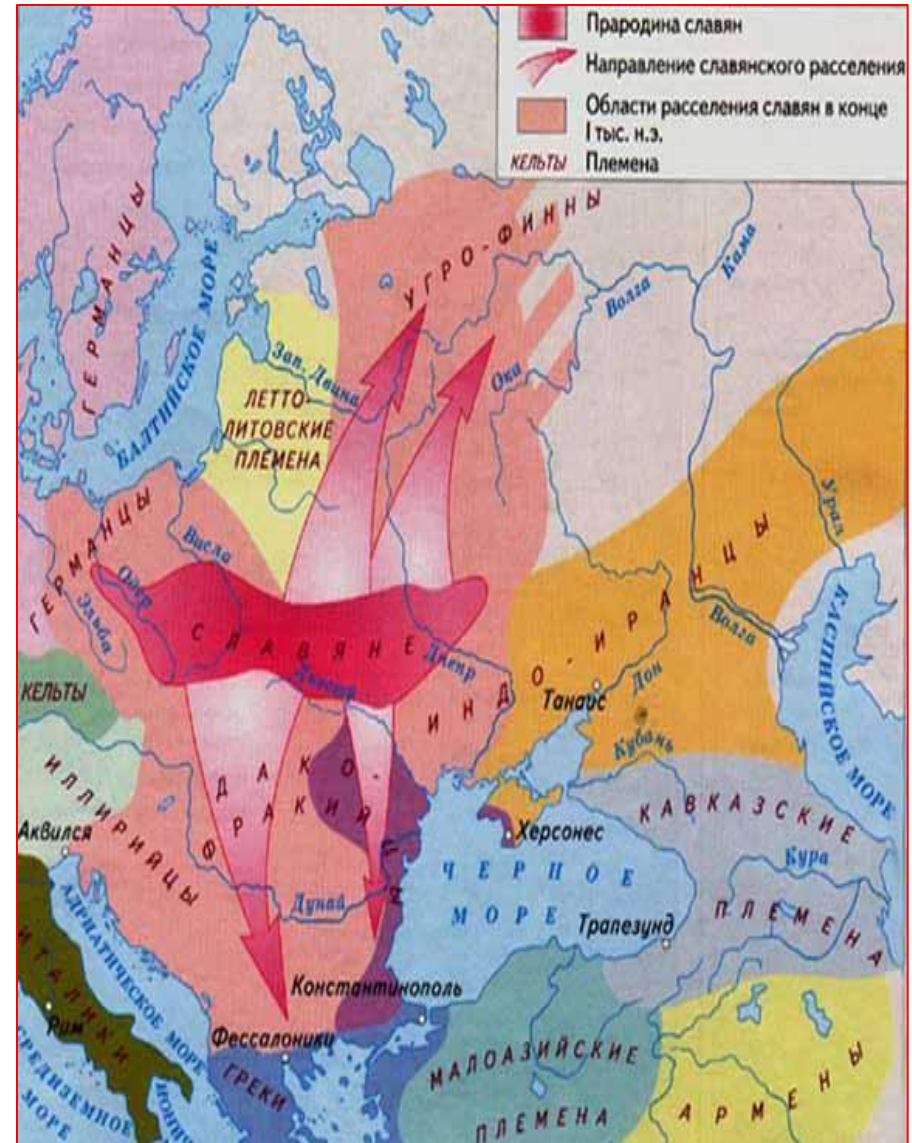 Прародина славян
Направление славянского расселения
Области расселения славян в конце
I тыс. н.э.
КЕЛЬТЫ Племена
ГЕРМАНЦЫ
БАЛТИЙСКОЕ МОРЕ
УГРО-ФИННЫ
Волга
Кама
Зап. Двина
Ока
ЛЕТТО-
ЛИТОВСКИЕ
ПЛЕМЕНА
Урал
ГЕРМАНЦЫ
Висла
Одер
Эльба
СЛАВЯНЕ
Днепр
Днестр
ИНДО-ИРАНЦЫ
Волга
КАСПИЙСКОЕ МОРЕ
КЕЛЬТЫ
Танаис
Дон
Кубань
ИЛЛИРИЙЦЫ
ДАКО-
ФРАКИЙЦЫ
Аквилея
Херсонес
КАВКАЗСКИЕ
ПЛЕМЕНА
Кура
Дунай
ЧЕРНОЕ
МОРЕ
Трапезунд
АДРИАТИЧЕСКОЕ МОРЕ
ИТАЛИКИ
Рим
Константинополь
Фессалоники
ГРЕКИ
МАЛОАЗИЙСКИЕ
ПЛЕМЕНА
АРМЕНЫ
СРЕДИЗЕМНОЕ
МОРЕ